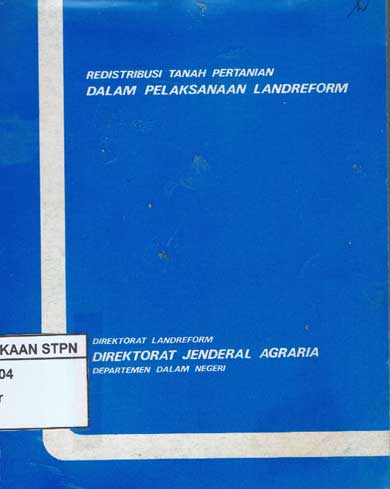 REDISTRIBUSI TANAH PERTANIAN
DALAM PELAKSANAAN LANDREFORM
KAAN STPN
04
r
DIREKTORAT LANDREFORM
DIREKTORAT JENDERAL AGRARIA
DEPARTEMEN DALAM NEGERI